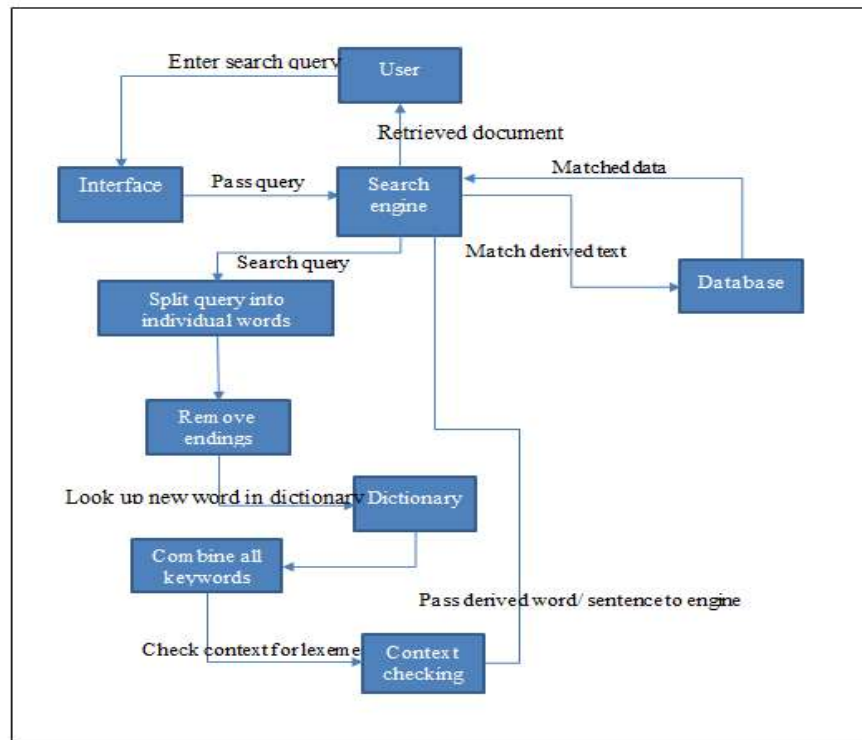 Enter search query
User
Retrieved document
Interface
Pass query
Search
engine
Matched data
Match derived text
Database
Search query
Split query into
individual words
Remove
endings
Look up new word in dictionary
Dictionary
Combine all
keywords
Pass derived word/ sentence to engine
Check context for lexeme
Context
checking